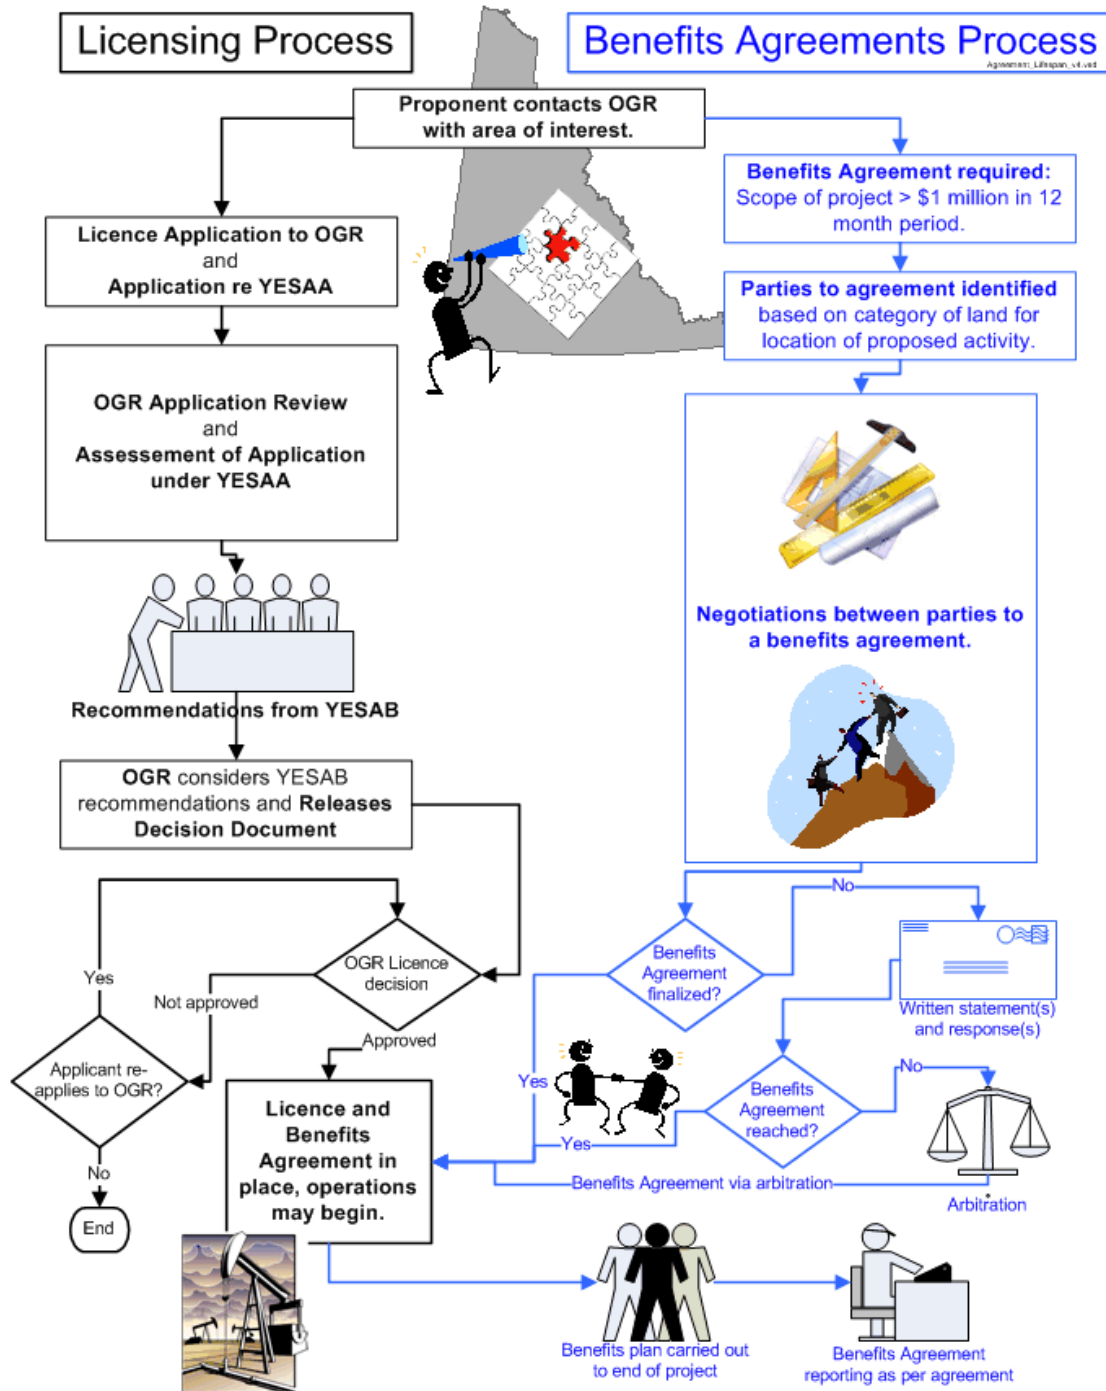 Licensing Process
Benefits Agreements Process
Agreement_Lifespan_v4.vsd
Proponent contacts OGR
with area of interest.
Licence Application to OGR
and
Application re YESAA
OGR Application Review
and
Assessement of Application
under YESAA
Recommendations from YESAB
OGR considers YESAB
recommendations and Releases
Decision Document
OGR Licence
decision
Yes
Not approved
Approved
Applicant re-
applies to OGR?
No
End
Licence and
Benefits
Agreement in
place, operations
may begin.
Benefits Agreement required:
Scope of project > $1 million in 12
month period.
Parties to agreement identified
based on category of land for
location of proposed activity.
Negotiations between parties to
a benefits agreement.
Benefits
Agreement
finalized?
No
Written statement(s)
and response(s)
Yes
Benefits
Agreement
reached?
No
Yes
Arbitration
Benefits Agreement via arbitration
Benefits plan carried out
to end of project
Benefits Agreement
reporting as per agreement